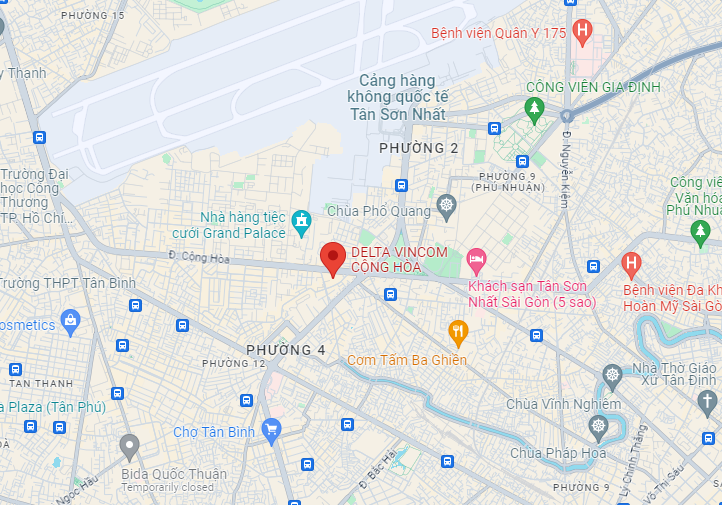 PHƯỜNG 15
Bệnh viện Quân Y 175
y Thạnh
Cảng hàng
không quốc tế
Tân Sơn Nhất
CÔNG VIÊN GIA ĐỊNH
Đ. Nguyễn Kiệm
PHƯỜNG 2
Trường Đại
học Công
Thương
TP. Hồ Chí...
PHƯỜNG 9
(PHÚ NHUẬN)
Công viê
Văn hóa
Phú Nhuậ
Chùa Phổ Quang
Nhà hàng tiệc
cưới Grand Palace
Đ. Cộng Hòa
DELTA VINCOM
CỘNG HÒA
Trường THPT Tân Bình
Khách sạn Tân Sơn
Nhất Sài Gòn (5 sao)
Bệnh viện Đa Kh
Hoàn Mỹ Sài Gò
osmetics
PHƯỜNG 4
PHƯỜNG 12
Cơm Tấm Ba Ghiền
Nhà Thờ Giáo
Xứ Tân Định
TAN THANH
a Plaza (Tân Phú)
Chùa Vĩnh Nghiêm
Chợ Tân Bình
Chùa Pháp Hoa
Lý Chính Thắng
Đ. Bắc Hải
Bida Quốc Thuận
Temporarily closed
Ngọc Hầu
PHƯỜNG 9
Võ Thị Sáu